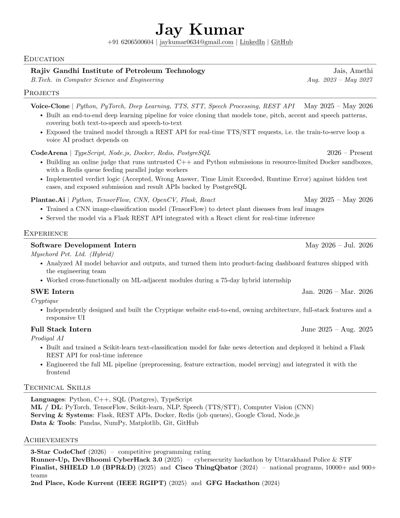 Jay Kumar
+91 6206500604 | jaykumar0634@gmail.com | LinkedIn | GitHub
Education
Rajiv Gandhi Institute of Petroleum Technology Jais, Amethi
B.Tech. in Computer Science and Engineering Aug. 2023 – May 2027
Projects
Voice-Clone | Python, PyTorch, Deep Learning, TTS, STT, Speech Processing, REST API May 2025 – May 2026
• Built an end-to-end deep learning pipeline for voice cloning that models tone, pitch, accent and speech patterns,
covering both text-to-speech and speech-to-text
• Exposed the trained model through a REST API for real-time TTS/STT requests, i.e. the train-to-serve loop a
voice AI product depends on
CodeArena | TypeScript, Node.js, Docker, Redis, PostgreSQL 2026 – Present
• Building an online judge that runs untrusted C++ and Python submissions in resource-limited Docker sandboxes,
with a Redis queue feeding parallel judge workers
• Implemented verdict logic (Accepted, Wrong Answer, Time Limit Exceeded, Runtime Error) against hidden test
cases, and exposed submission and result APIs backed by PostgreSQL
Plantae.Ai | Python, TensorFlow, CNN, OpenCV, Flask, React May 2025 – May 2026
• Trained a CNN image-classification model (TensorFlow) to detect plant diseases from leaf images
• Served the model via a Flask REST API integrated with a React client for real-time inference
Experience
Software Development Intern May 2026 – Jul. 2026
Myschool Pvt. Ltd. (Hybrid)
• Analyzed AI model behavior and outputs, and turned them into product-facing dashboard features shipped with
the engineering team
• Worked cross-functionally on ML-adjacent modules during a 75-day hybrid internship
SWE Intern Jan. 2026 – Mar. 2026
Cryptique
• Independently designed and built the Cryptique website end-to-end, owning architecture, full-stack features and a
responsive UI
Full Stack Intern June 2025 – Aug. 2025
Prodigal AI
• Built and trained a Scikit-learn text-classification model for fake news detection and deployed it behind a Flask
REST API for real-time inference
• Engineered the full ML pipeline (preprocessing, feature extraction, model serving) and integrated it with the
frontend
Technical Skills
Languages: Python, C++, SQL (Postgres), TypeScript
ML / DL: PyTorch, TensorFlow, Scikit-learn, NLP, Speech (TTS/STT), Computer Vision (CNN)
Serving & Systems: Flask, REST APIs, Docker, Redis (job queues), Google Cloud, Node.js
Data & Tools: Pandas, NumPy, Matplotlib, Git, GitHub
Achievements
3-Star CodeChef (2026) – competitive programming rating
Runner-Up, DevBhoomi CyberHack 3.0 (2025) – cybersecurity hackathon by Uttarakhand Police & STF
Finalist, SHIELD 1.0 (BPR&D) (2025) and Cisco ThingQbator (2024) – national programs, 10000+ and 900+
teams
2nd Place, Kode Kurrent (IEEE RGIPT) (2025) and GFG Hackathon (2024)